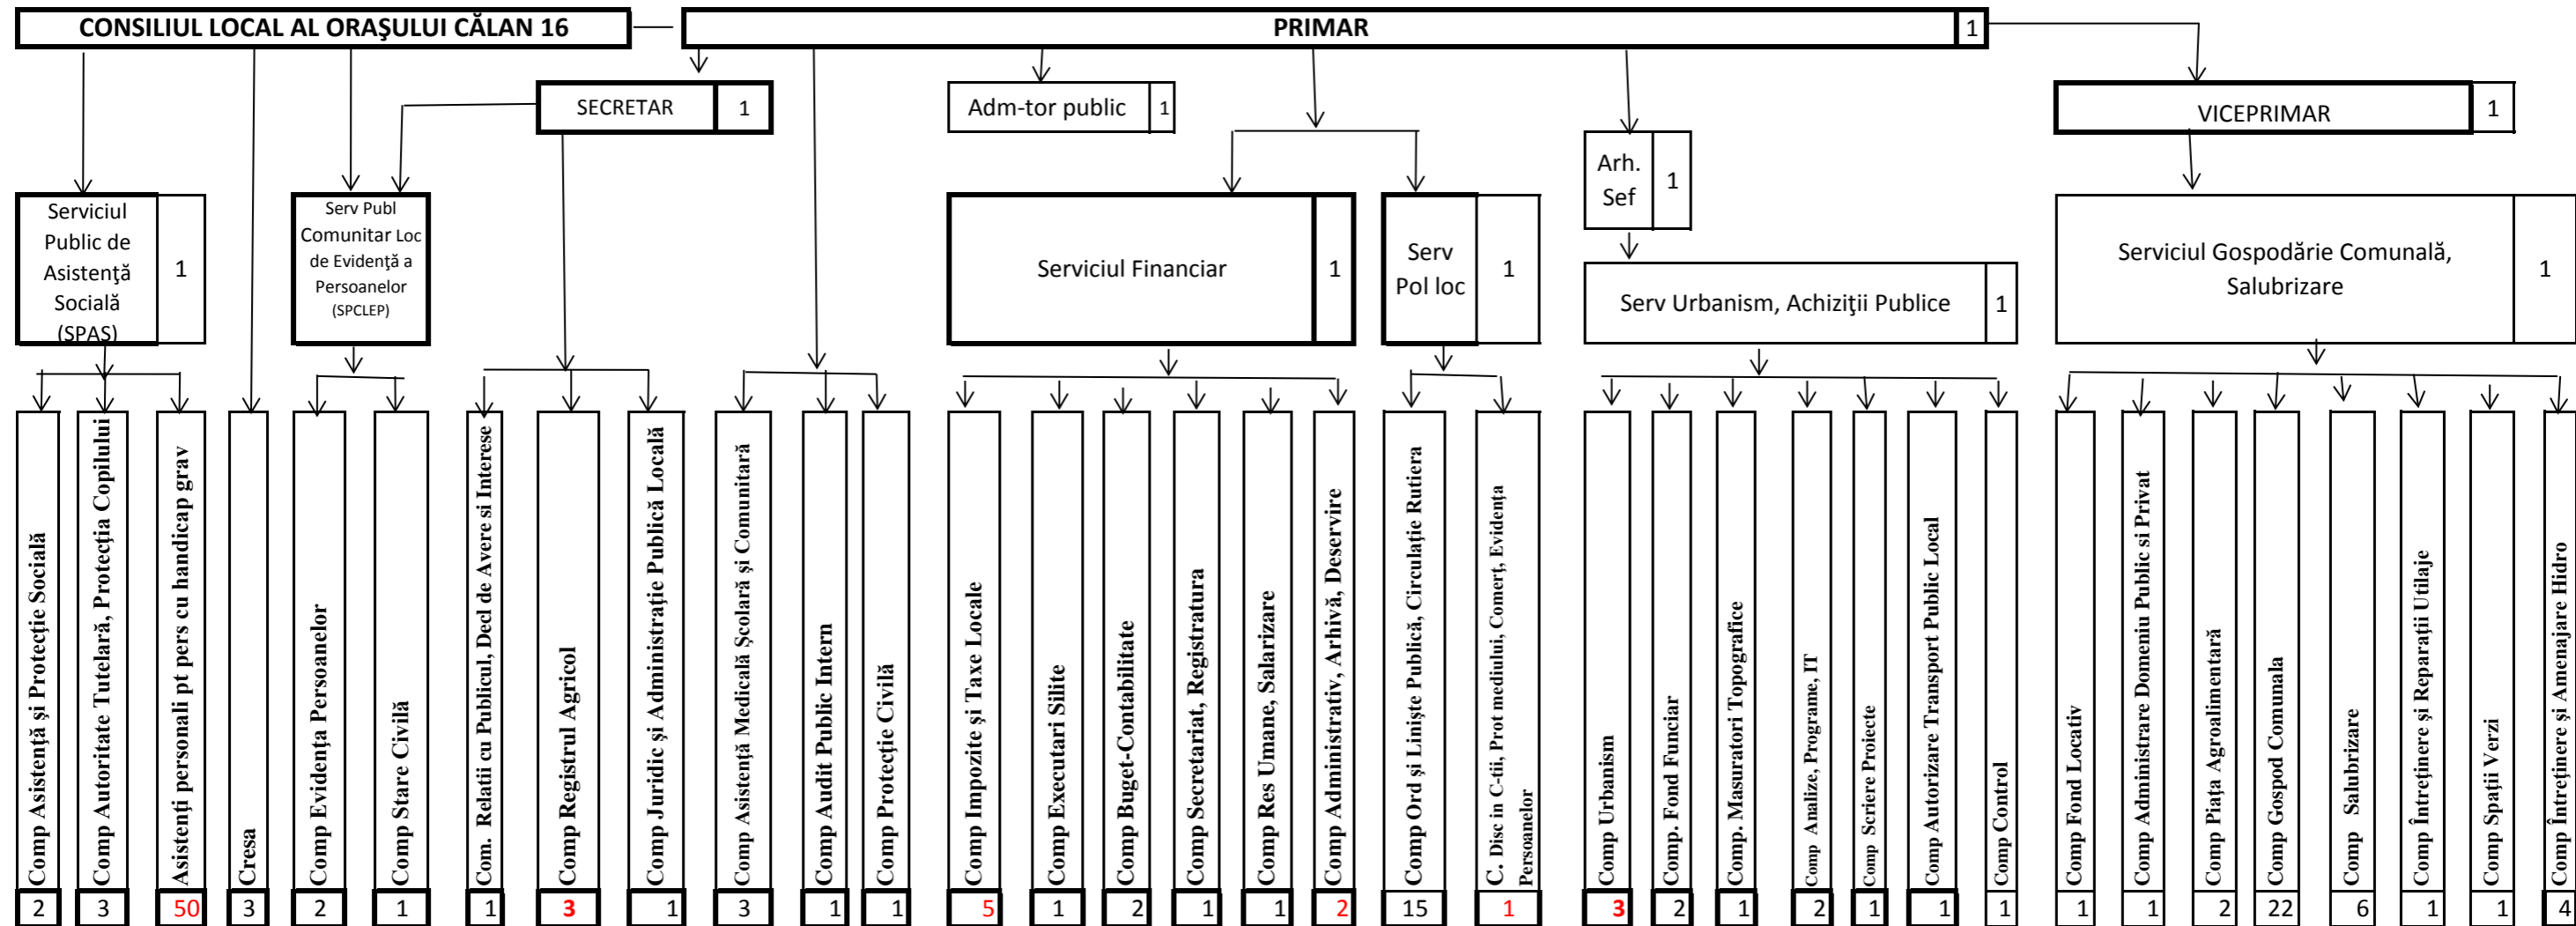 CONSILIUL LOCAL AL ORAŞULUI CĂLAN 16
PRIMAR
1
SECRETAR
1
Adm-tor public
1
VICEPRIMAR
1
Arh.
Sef
1
Serviciul
Public de
Asistenţă
Socială
(SPAS)
1
Serv Publ
Comunitar Loc
de Evidenţă a
Persoanelor
(SPCLEP)
Serviciul Financiar
1
Serv
Pol loc
1
Serv Urbanism, Achiziţii Publice
1
Serviciul Gospodărie Comunală,
Salubrizare
1
Comp Asistenţă şi Protecţie Socială
2
Comp Autoritate Tutelară, Protecţia Copilului
3
Asistenţi personali pt pers cu handicap grav
50
Cresa
3
Comp Evidenţa Persoanelor
2
Comp Stare Civilă
1
Com. Relatii cu Publicul, Decl de Avere si Interese
1
Comp Registrul Agricol
3
Comp Juridic şi Administraţie Publică Locală
1
Comp Asistenţă Medicală Şcolară şi Comunitară
3
Comp Audit Public Intern
1
Comp Protecţie Civilă
1
Comp Impozite şi Taxe Locale
5
Comp Executari Silite
1
Comp Buget-Contabilitate
2
Comp Secretariat, Registratura
1
Comp Res Umane, Salarizare
1
Comp Administrativ, Arhivă, Deservire
2
Comp Ord şi Linişte Publică, Circulaţie Rutiera
15
C. Disc in C-tii, Prot mediului, Comerţ, Evidenţa
Persoanelor
1
Comp Urbanism
3
Comp. Fond Funciar
2
Comp. Masuratori Topografice
1
Comp Analize, Programe, IT
2
Comp Scriere Proiecte
1
Comp Autorizare Transport Public Local
1
Comp Control
1
Comp Fond Locativ
1
Comp Administrare Domeniu Public si Privat
1
Comp Piaţa Agroalimentară
2
Comp Gospod Comunala
22
Comp Salubrizare
6
Comp Întreţinere şi Reparaţii Utilaje
1
Comp Spaţii Verzi
1
Comp Întreţinere şi Amenajare Hidro
4